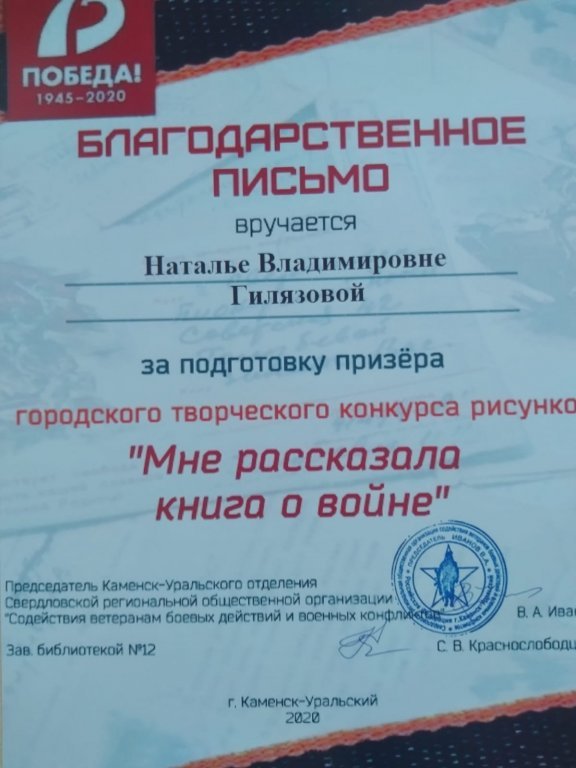 ПОБЕДА!
1945-2020
БЛАГОДАРСТВЕННОЕ
ПИСЬМО
вручается
Наталье Владимировне
Гилязовой
за подготовку призёра
городского творческого конкурса рисунко
"Мне рассказала
книга о войне"
Председатель Каменск-Уральского отделения
Свердловской региональной общественной организации
"Содействия ветеранам боевых действий и военных конфликтов"
В. А. Ива
Зав. библиотекой №12
С. В. Краснослободц
г. Каменск-Уральский
2020